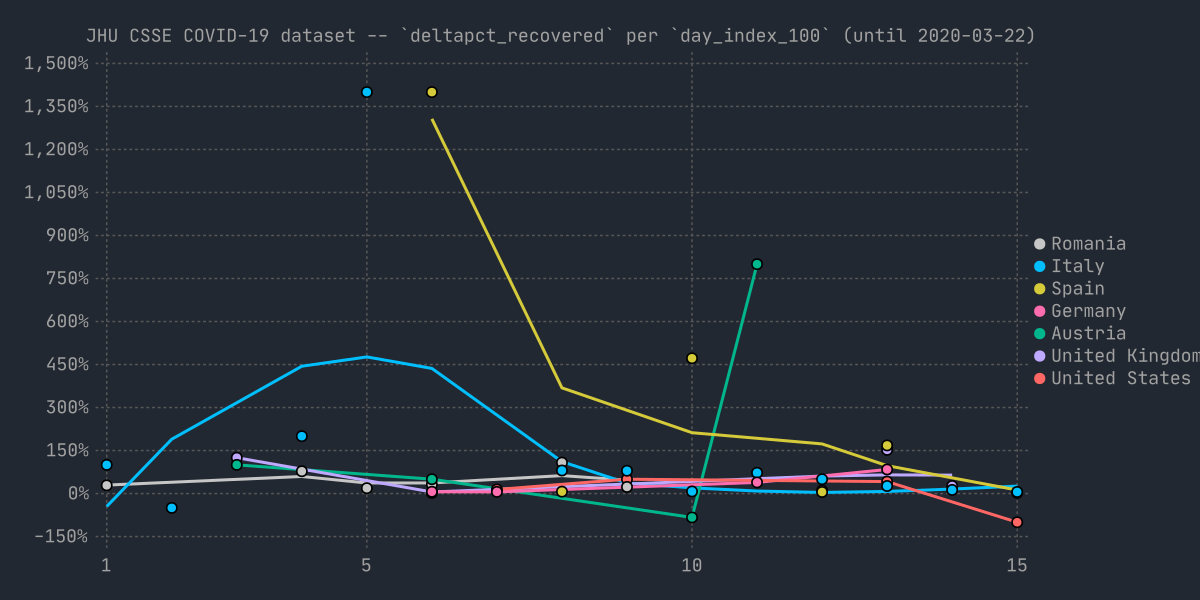 JHU CSSE COVID-19 dataset -- `deltapct_recovered` per `day_index_100` (until 2020-03-22)
1,500%
1,350%
1,200%
1,050%
900%
750%
600%
450%
300%
150%
0%
-150%
1 5 10 15
Romania
Italy
Spain
Germany
Austria
United Kingdom
United States